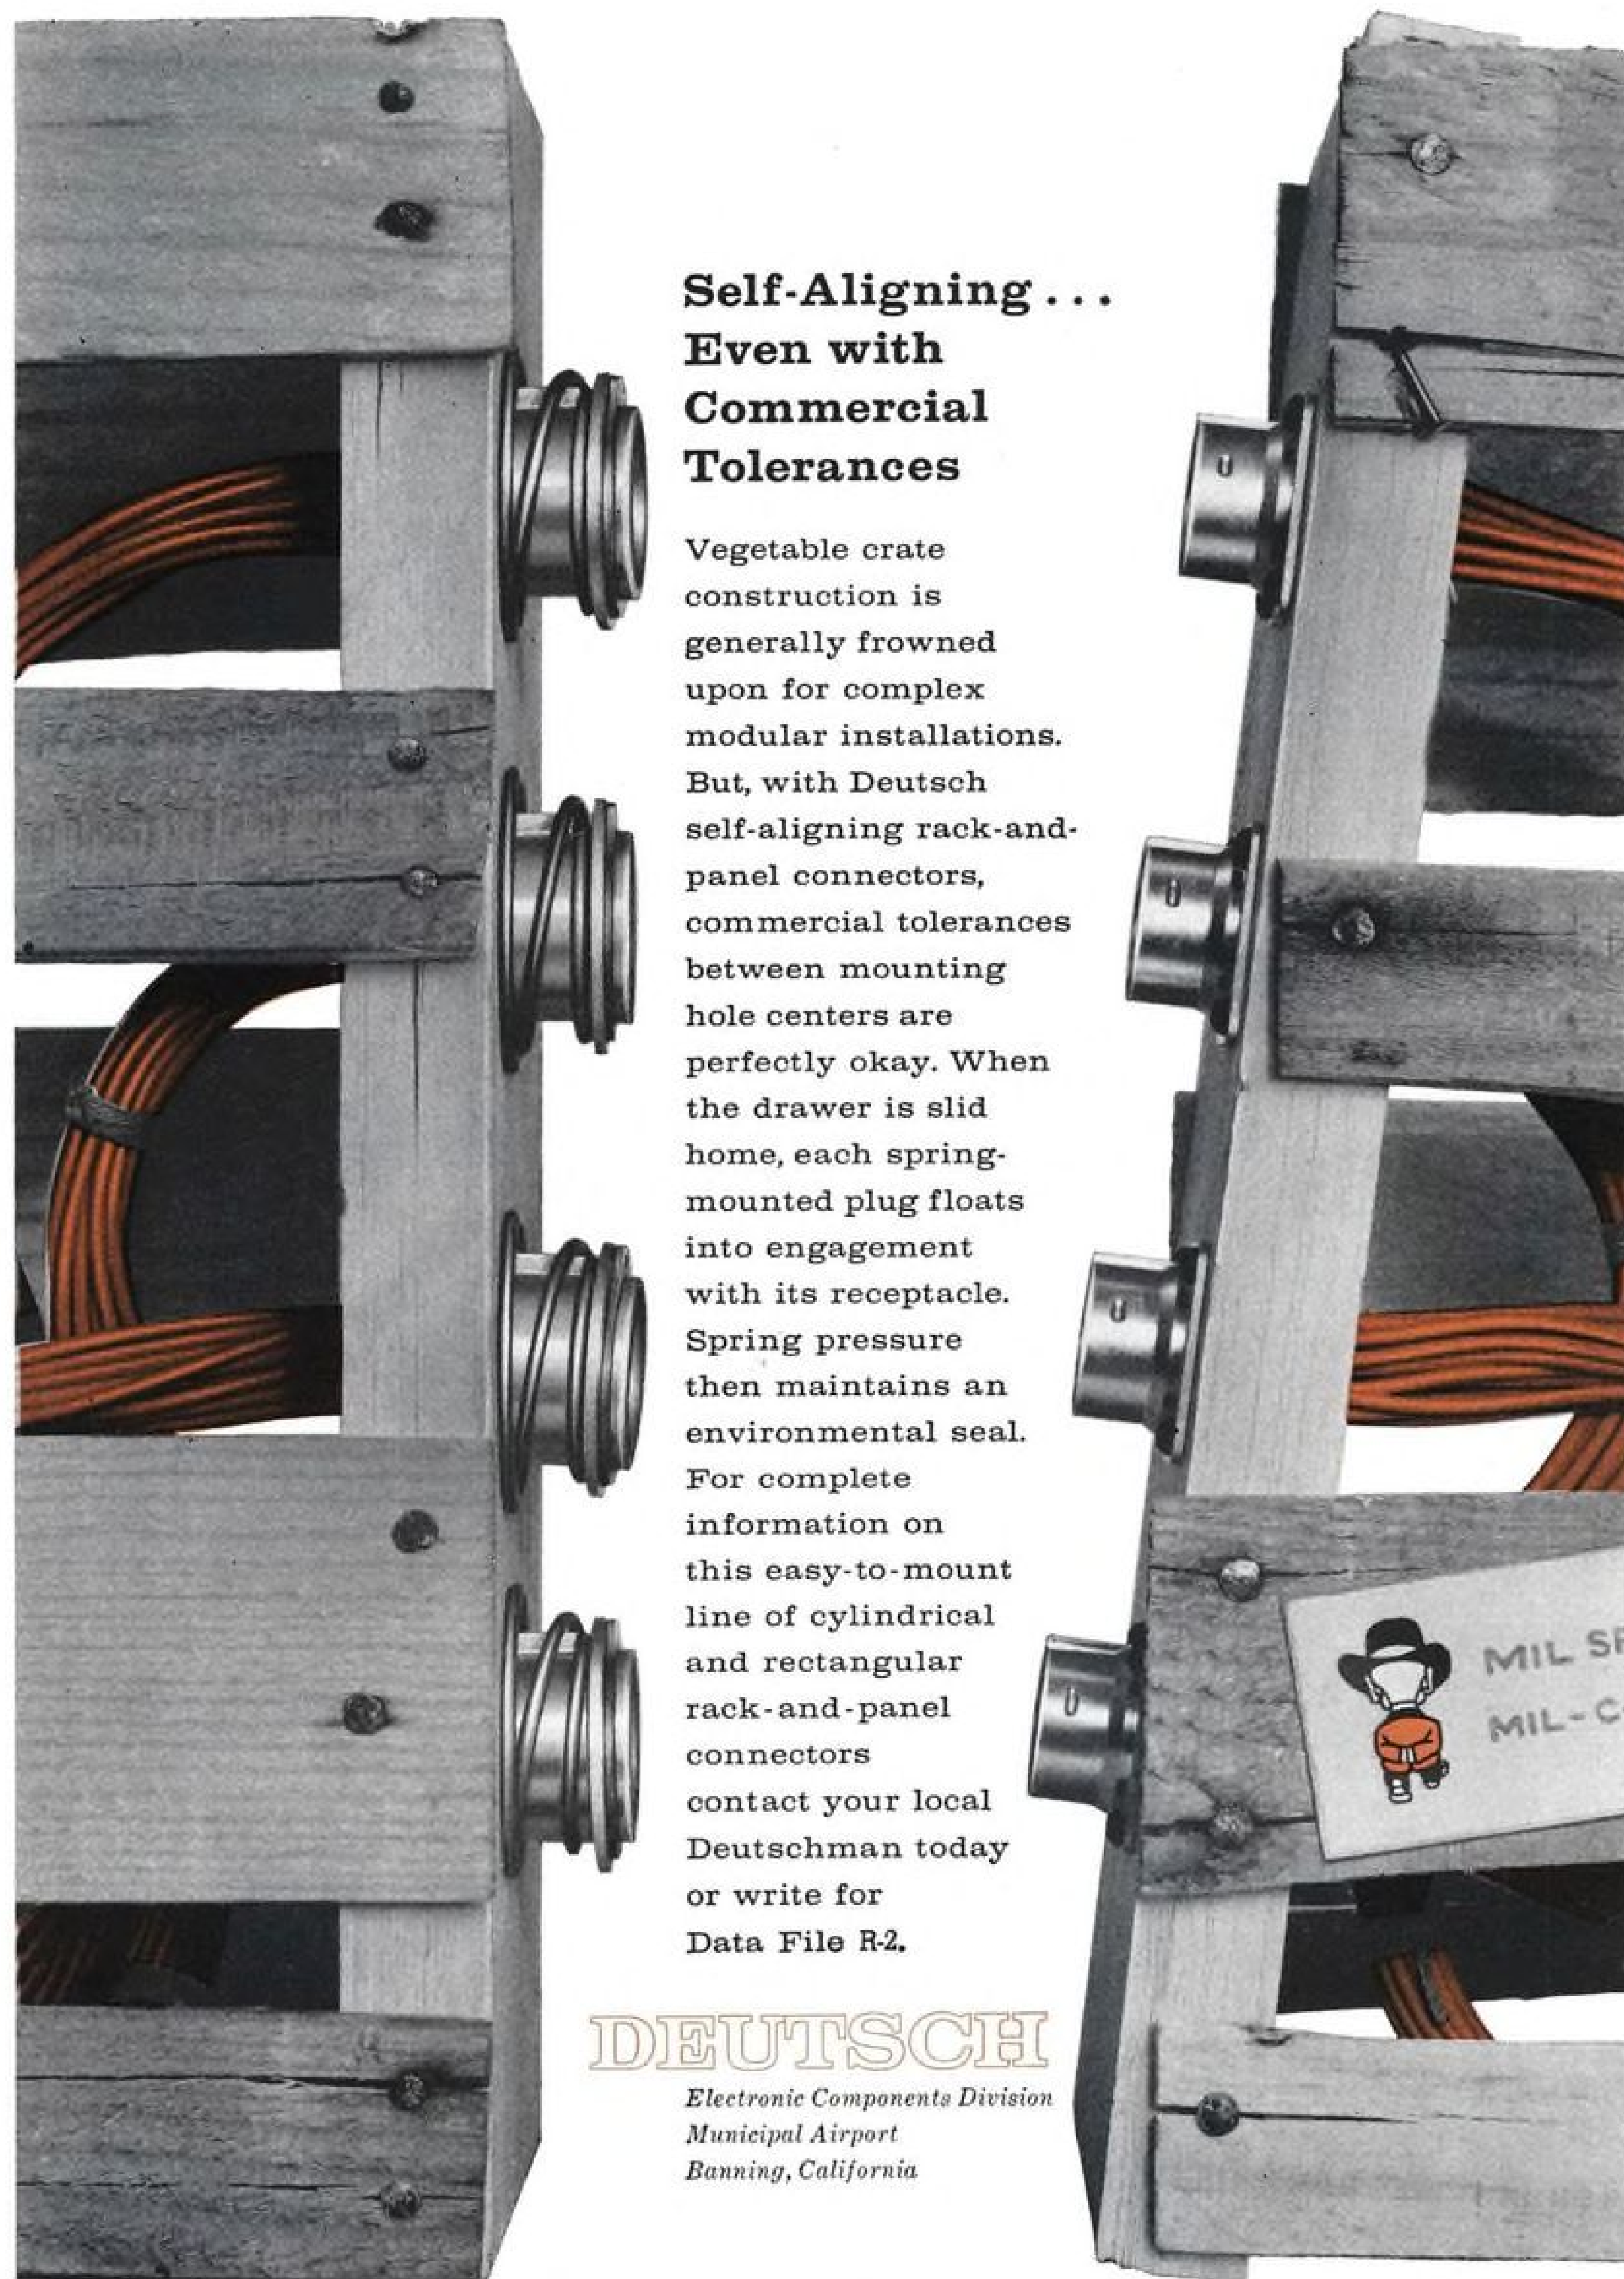 Self-Aligning...
Even with
Commercial
Tolerances
Vegetable crate
construction is
generally frowned
upon for complex
modular installations.
But, with Deutsch
self-aligning rack-and-
panel connectors,
commercial tolerances
between mounting
hole centers are
perfectly okay. When
the drawer is slid
home, each spring-
mounted plug floats
into engagement
with its receptacle.
Spring pressure
then maintains an
environmental seal.
For complete
information on
this easy-to-mount
line of cylindrical
and rectangular
rack-and-panel
connectors
contact your local
Deutschman today
or write for
Data File R-2.
DEUTSCH
Electronic Components Division
Municipal Airport
Banning, California
MIL
MIL-C